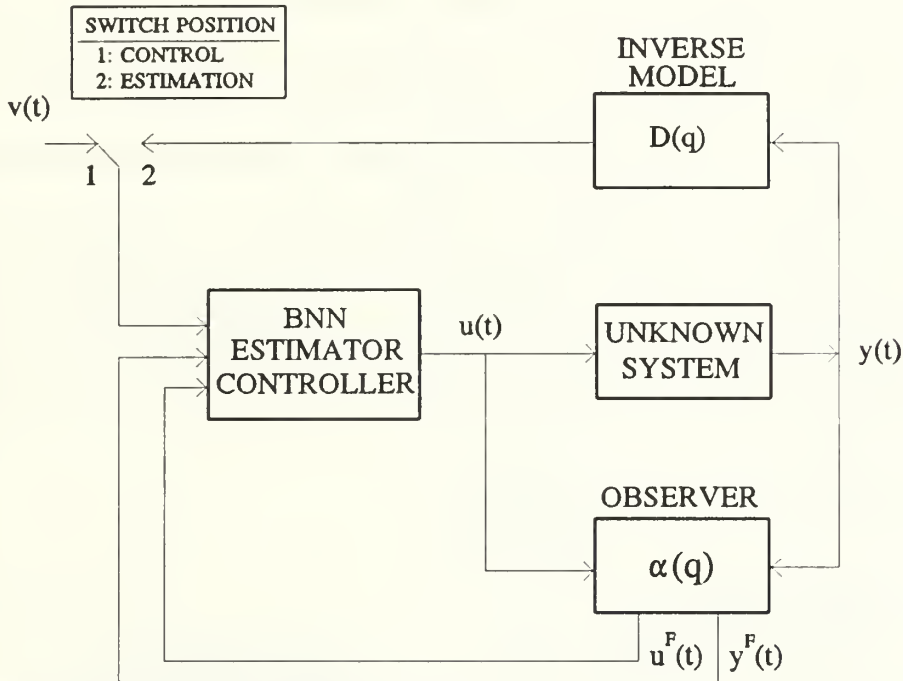 SWITCH POSITION
1: CONTROL
2: ESTIMATION
v(t)
1
2
INVERSE
MODEL
D(q)
BNN
ESTIMATOR
CONTROLLER
u(t)
UNKNOWN
SYSTEM
y(t)
OBSERVER
α(q)
u^F(t)
y^F(t)